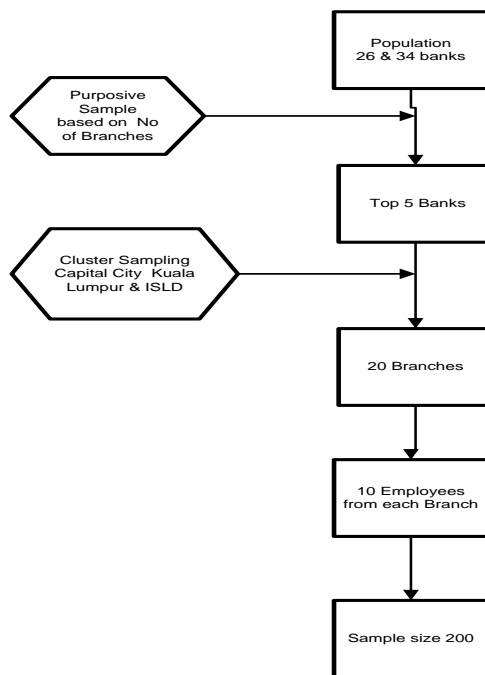 Population
26 & 34 banks
Purposive
Sample
based on No
of Branches
Top 5 Banks
Cluster Sampling
Capital City Kuala
Lumpur & ISLD
20 Branches
10 Employees
from each Branch
Sample size 200